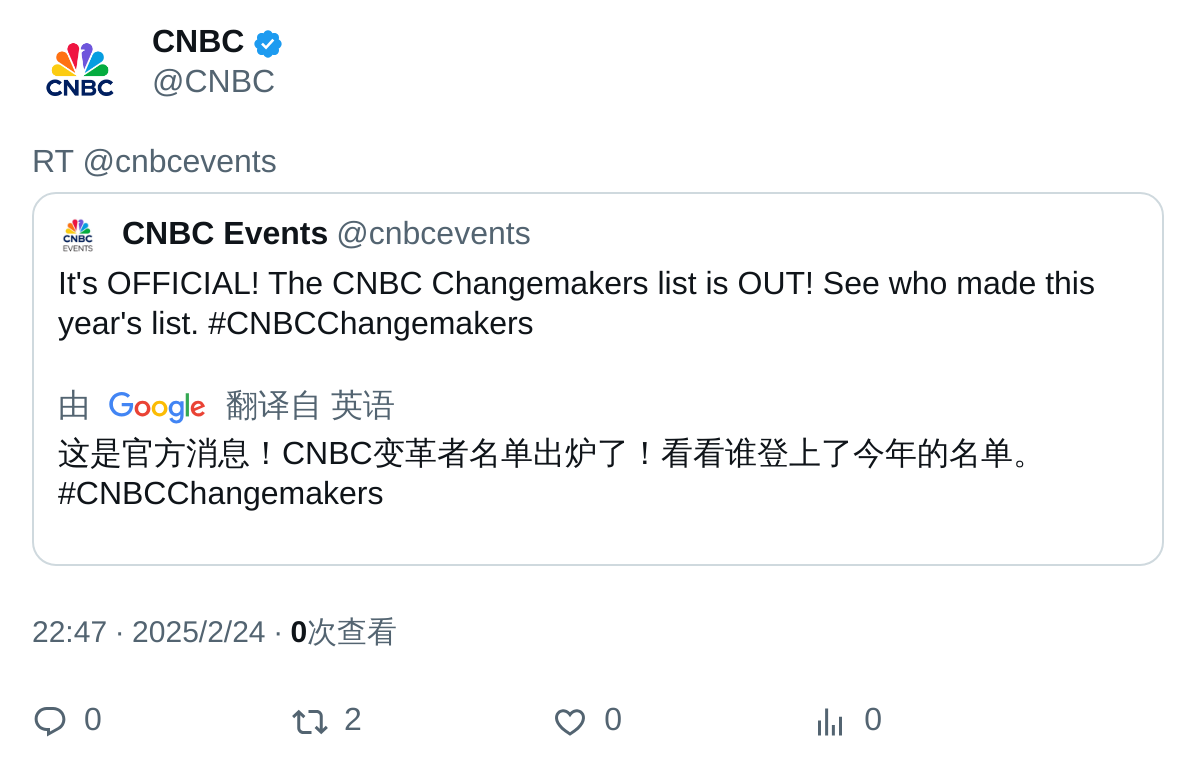 CNBC
@CNBC
CNBC
RT @cnbcevents
CNBC EVENTS
CNBC Events @cnbcevents
It's OFFICIAL! The CNBC Changemakers list is OUT! See who made this
year's list. #CNBCChangemakers
由 Google 翻译自 英语
这是官方消息！CNBC变革者名单出炉了！看看谁登上了今年的名单。
#CNBCChangemakers
22:47 · 2025/2/24 · 0次查看
0 2 0 0